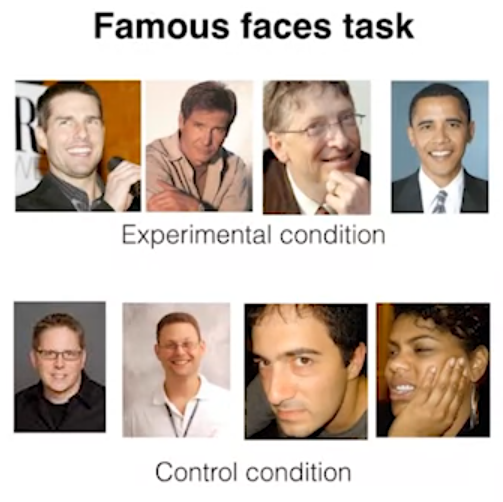 Famous faces task
R
Experimental condition
Control condition